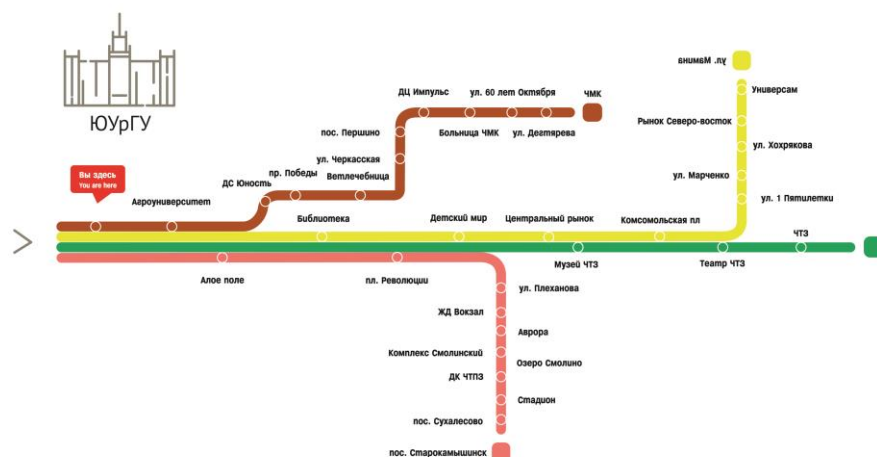 ЮУрГУ
Вы здесь
You are here
Агроуниверситет
ДС Юность
пр. Победы
Ветлечебница
ул. Черкасская
пос. Першино
ДЦ Импульс
Больница ЧМК
ул. 60 лет Октября
ул. Дегтярева
ЧМК
Библиотека
Детский мир
Центральный рынок
Комсомольская пл
ул. 1 Пятилетки
ул. Марченко
ул. Хохрякова
Рынок Северо-восток
Универсам
ул. Мамина
Музей ЧТЗ
Театр ЧТЗ
ЧТЗ
Алое поле
пл. Революции
ул. Плеханова
ЖД Вокзал
Аврора
Комплекс Смолинский
Озеро Смолино
ДК ЧТПЗ
Стадион
пос. Сухалесово
пос. Старокамышинск